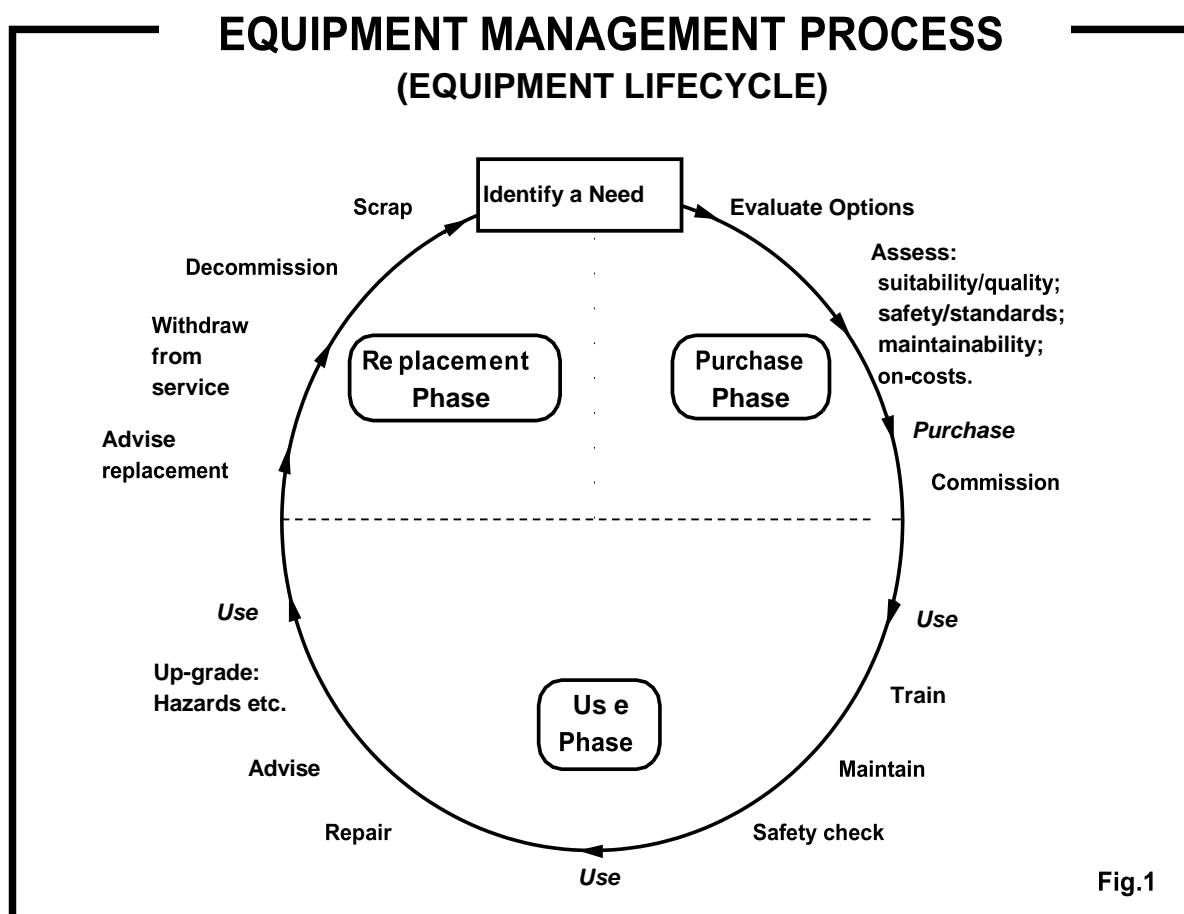 EQUIPMENT MANAGEMENT PROCESS
(EQUIPMENT LIFECYCLE)
Identify a Need
Evaluate Options
Assess:
suitability/quality;
safety/standards;
maintainability;
on-costs.
Purchase
Commission
Purchase
Phase
Use
Train
Maintain
Safety check
Use
Repair
Advise
Up-grade:
Hazards etc.
Use
Us e
Phase
Advise
replacement
Withdraw
from
service
Decommission
Scrap
Re placement
Phase
Fig.1